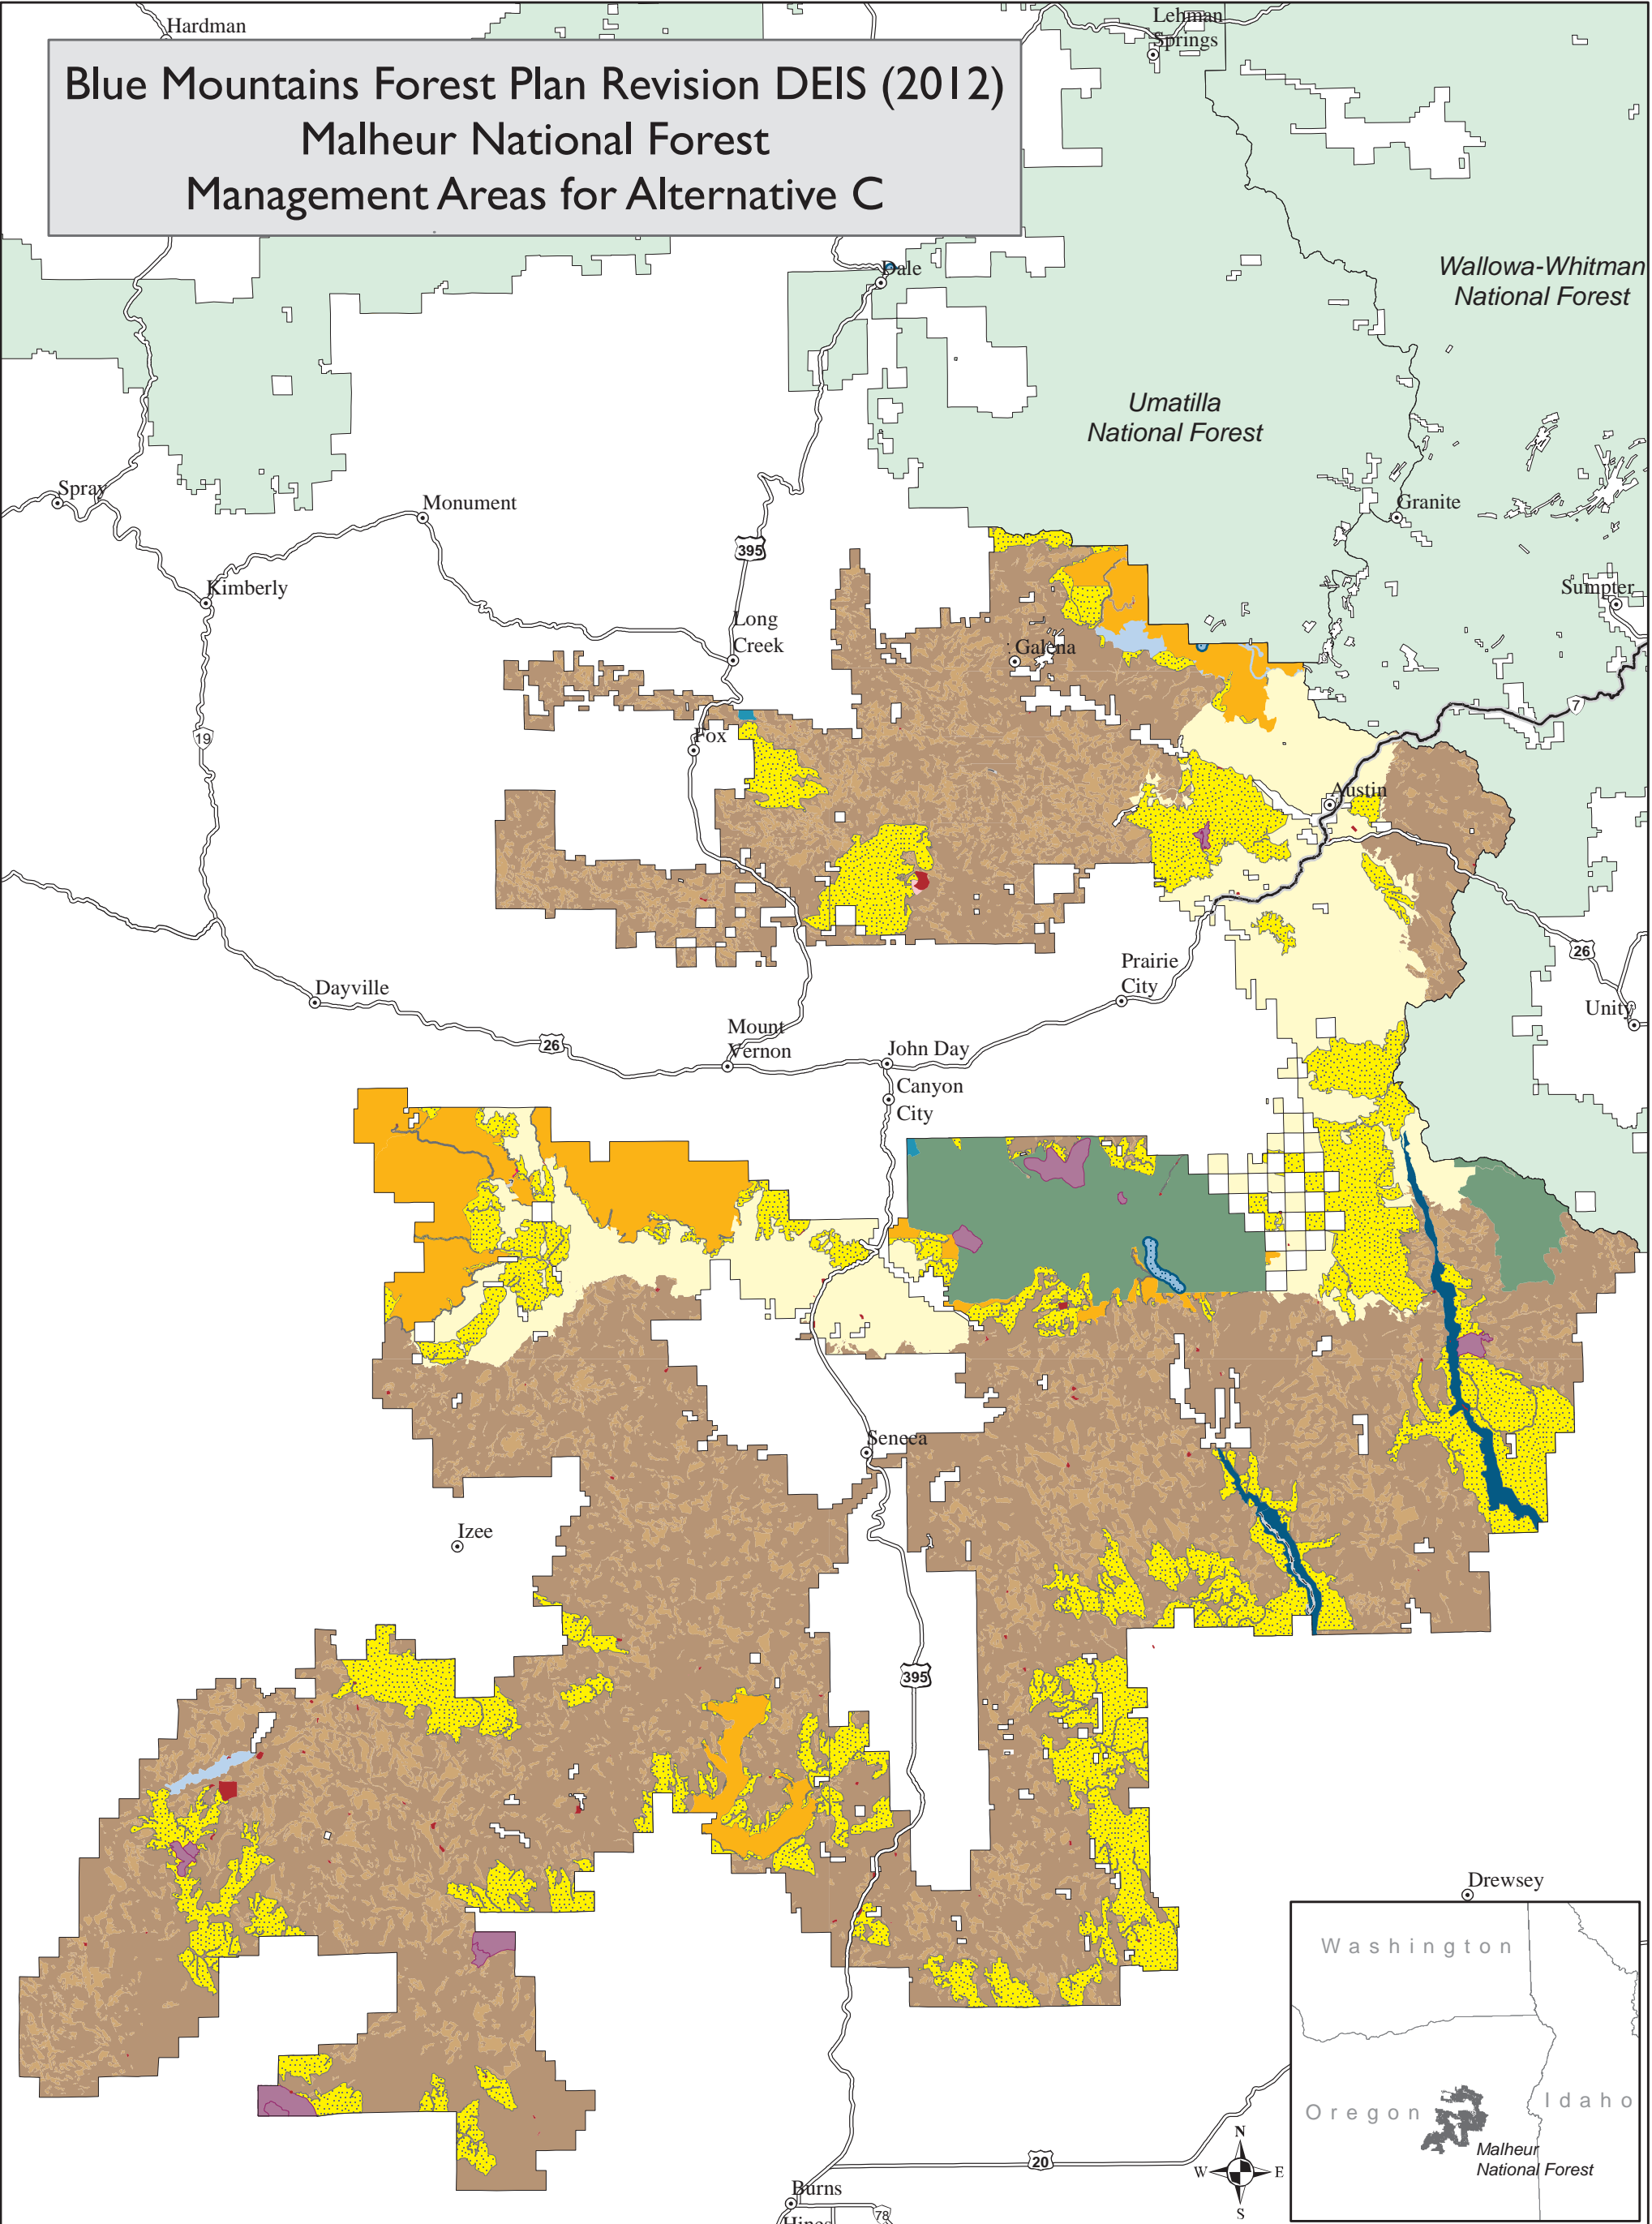 Hardman
Lehman
Springs
Blue Mountains Forest Plan Revision DEIS (2012)
Malheur National Forest
Management Areas for Alternative C
Dale
Wallowa-Whitman
National Forest
Umatilla
National Forest
Spray
Monument
Granite
395
Kimberly
Sumpter
Long
Creek
Galena
7
19
Fox
Austin
26
Prairie
City
Dayville
Unity
Mount
Vernon
26
John Day
Canyon
City
Seneca
Izee
395
Drewsey
Washington
Oregon
Idaho
Malheur
National Forest
N
W
E
S
20
Burns
Hines
78